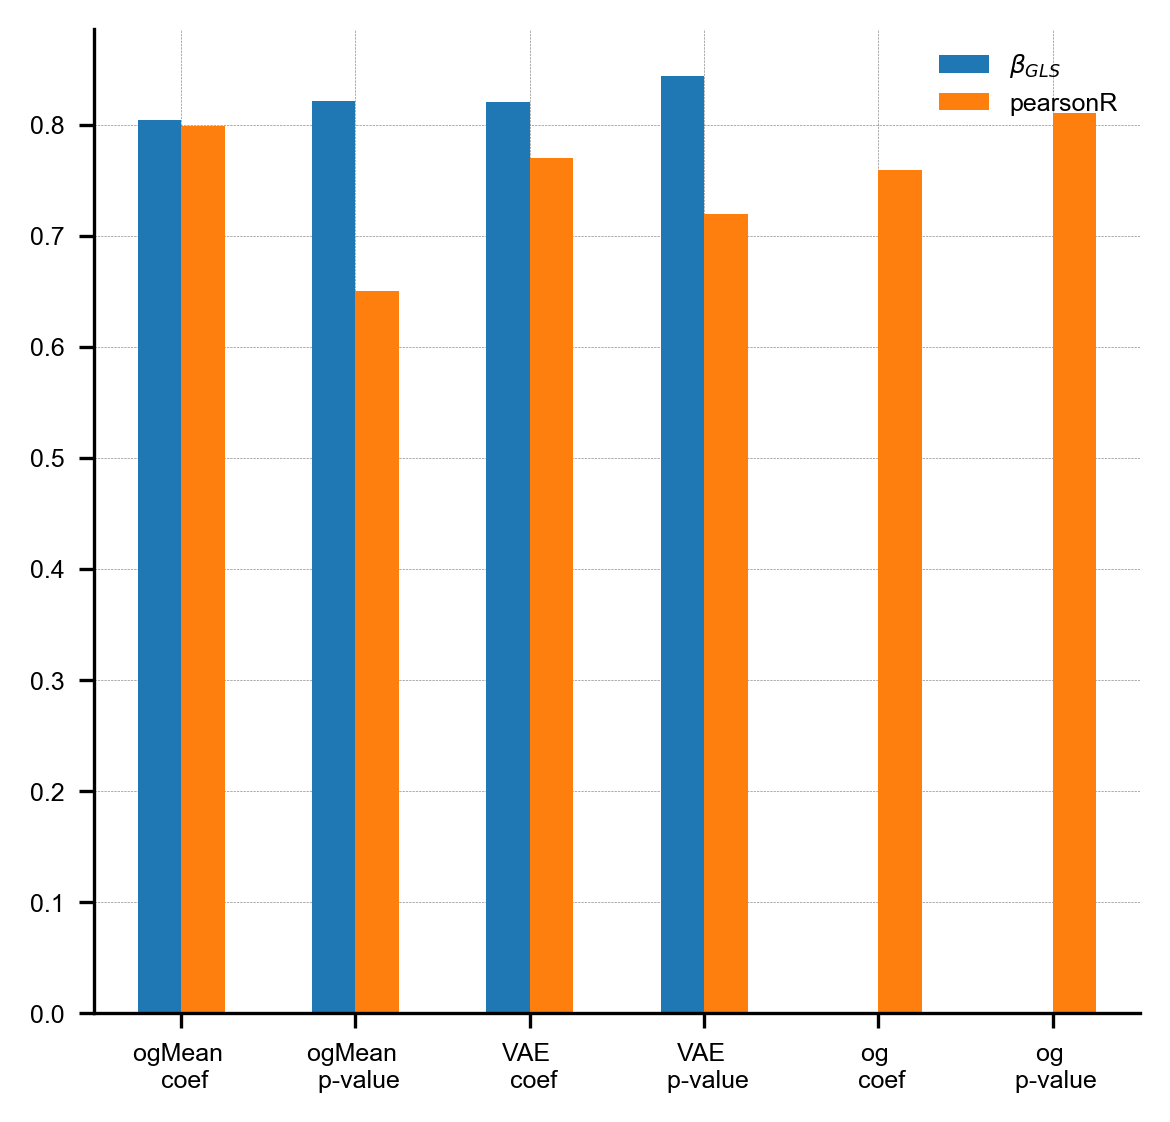 β_GLS
pearsonR
0.8
0.7
0.6
0.5
0.4
0.3
0.2
0.1
0.0
ogMean coef
ogMean p-value
VAE coef
VAE p-value
og coef
og p-value